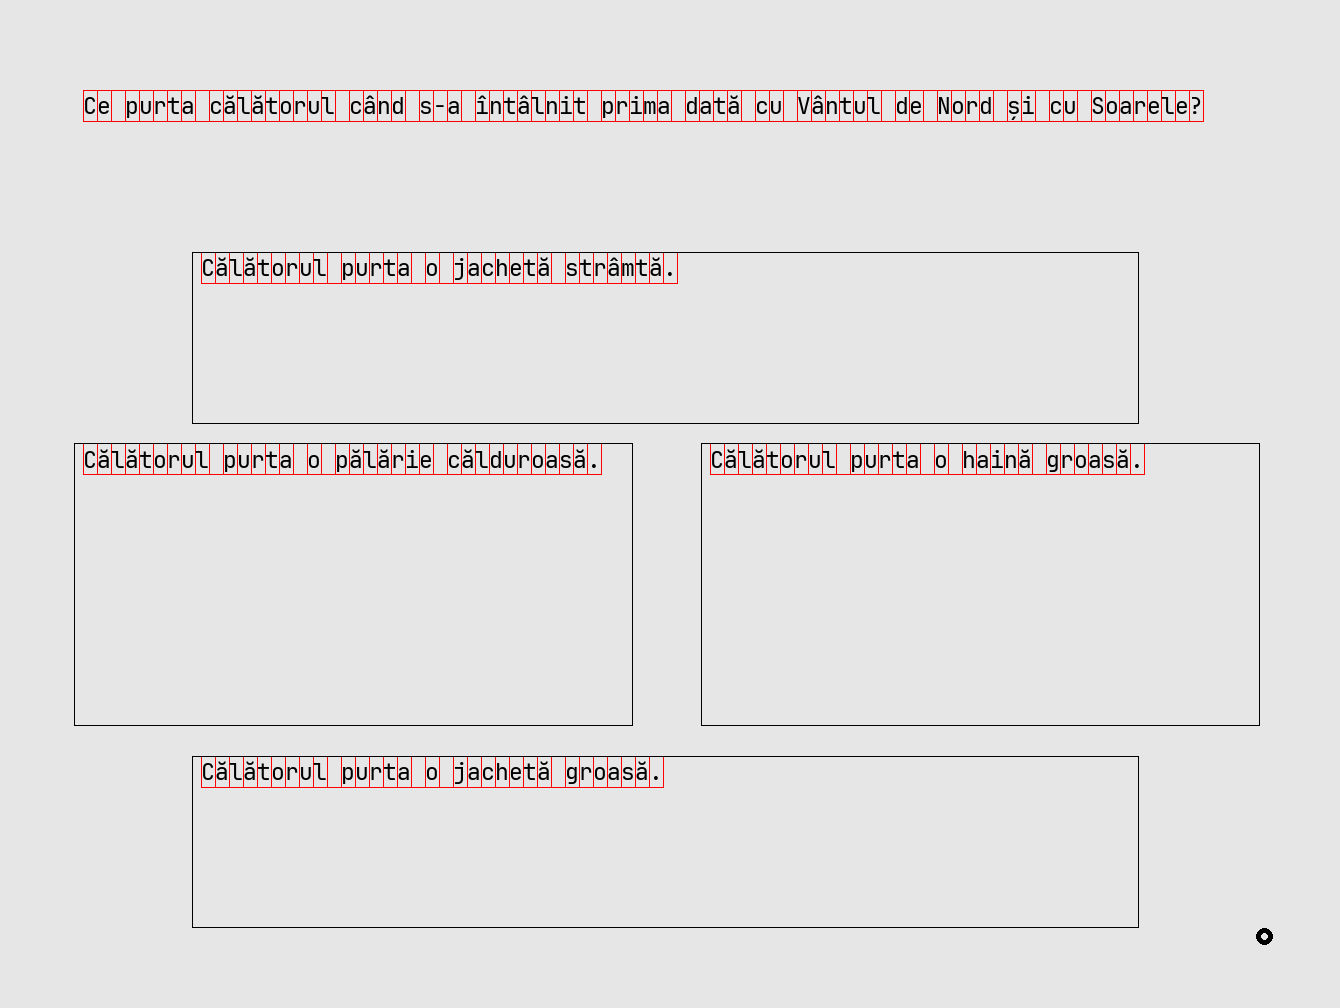 Ce purta călătorul când s-a întâlnit prima dată cu Vântul de Nord și cu Soarele?
Călătorul purta o jachetă strâmtă.
Călătorul purta o pălărie călduroasă.
Călătorul purta o haină groasă.
Călătorul purta o jachetă groasă.